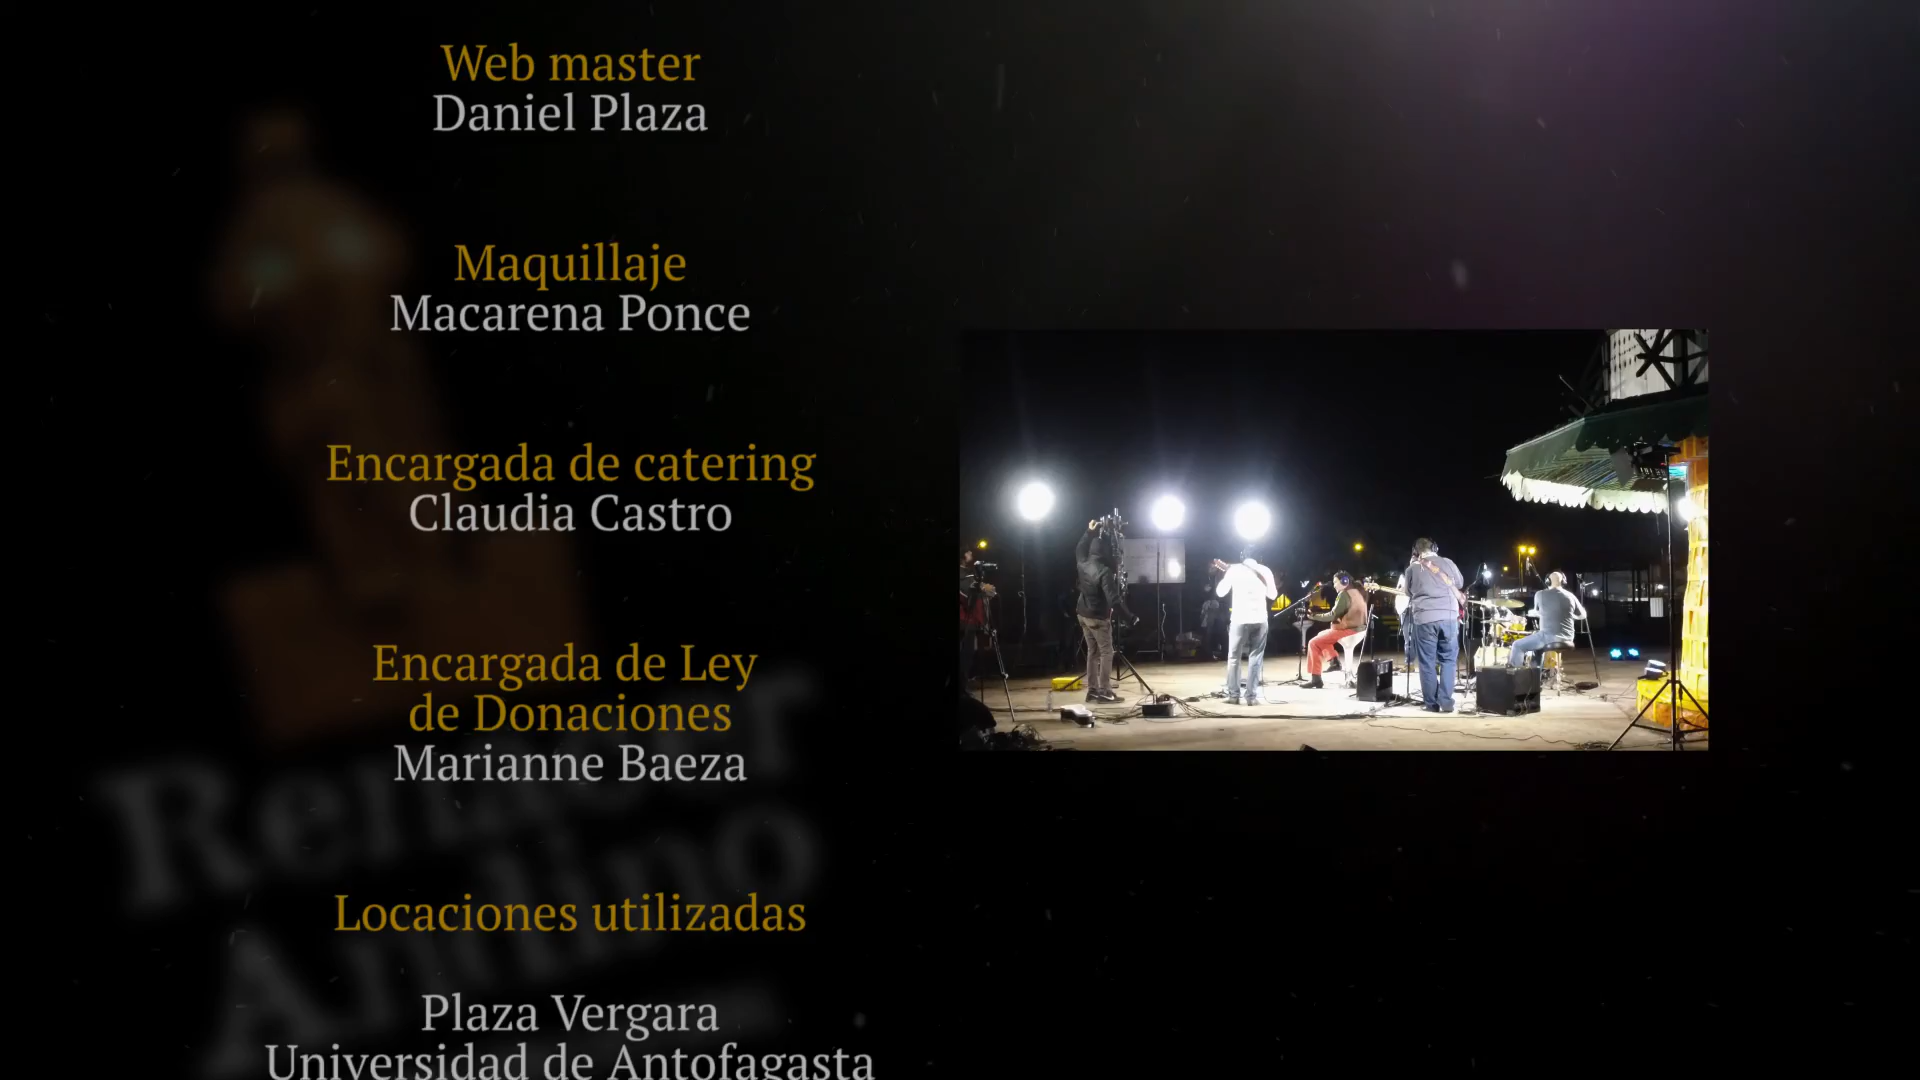 Web master
Daniel Plaza
Maquillaje
Macarena Ponce
Encargada de catering
Claudia Castro
Encargada de Ley
de Donaciones
Marianne Baeza
Locaciones utilizadas
Plaza Vergara
Universidad de Antofagasta